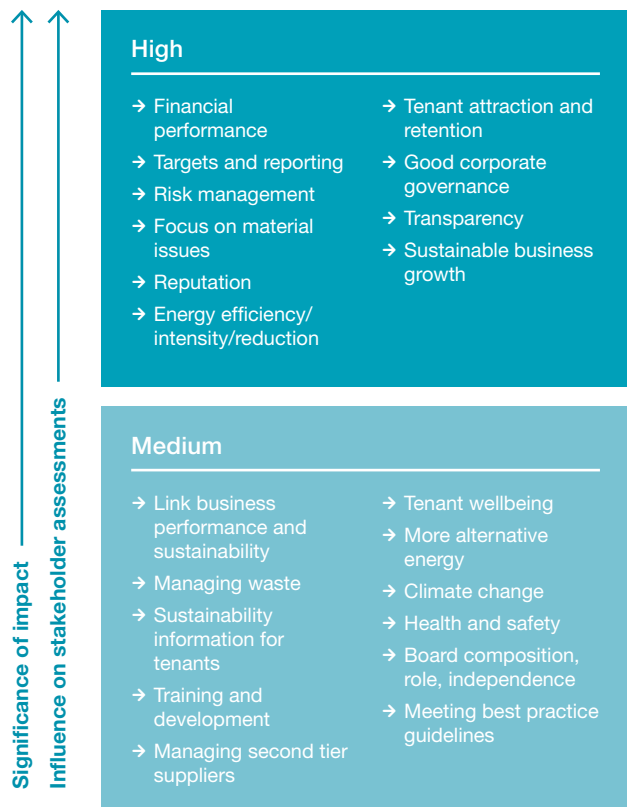 High
→ Financial
performance
→ Targets and reporting
→ Risk management
→ Focus on material
issues
→ Reputation
→ Energy efficiency/
intensity/reduction
→ Tenant attraction and
retention
→ Good corporate
governance
→ Transparency
→ Sustainable business
growth
Medium
→ Link business
performance and
sustainability
→ Managing waste
→ Sustainability
information for
tenants
→ Training and
development
→ Managing second tier
suppliers
→ Tenant wellbeing
→ More alternative
energy
→ Climate change
→ Health and safety
→ Board composition,
role, independence
→ Meeting best practice
guidelines
Significance of impact
Influence on stakeholder assessments